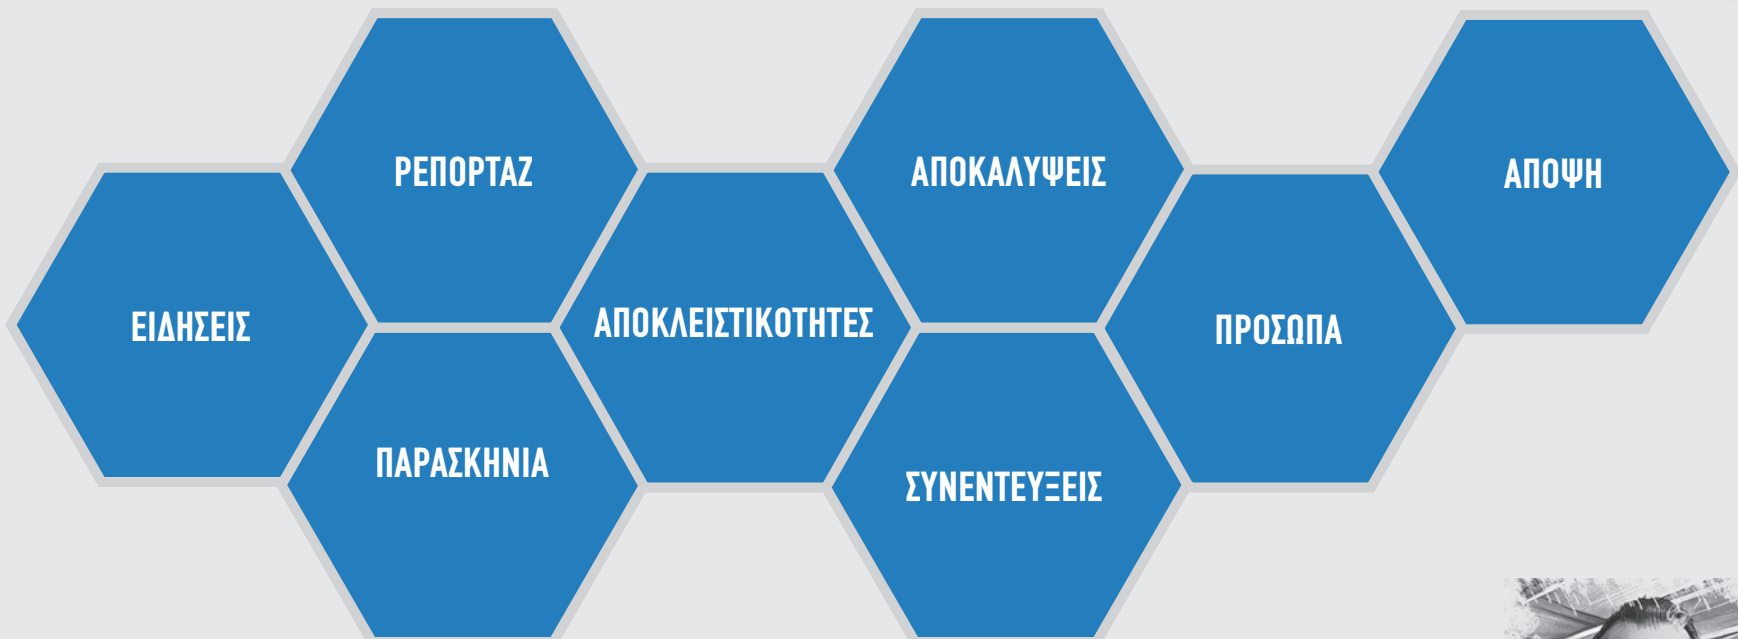 ΡΕΠΟΡΤΑΖ
ΑΠΟΚΑΛΥΨΕΙΣ
ΑΠΟΨΗ
ΕΙΔΗΣΕΙΣ
ΑΠΟΚΛΕΙΣΤΙΚΟΤΗΤΕΣ
ΠΡΟΣΩΠΑ
ΠΑΡΑΣΚΗΝΙΑ
ΣΥΝΕΝΤΕΥΞΕΙΣ